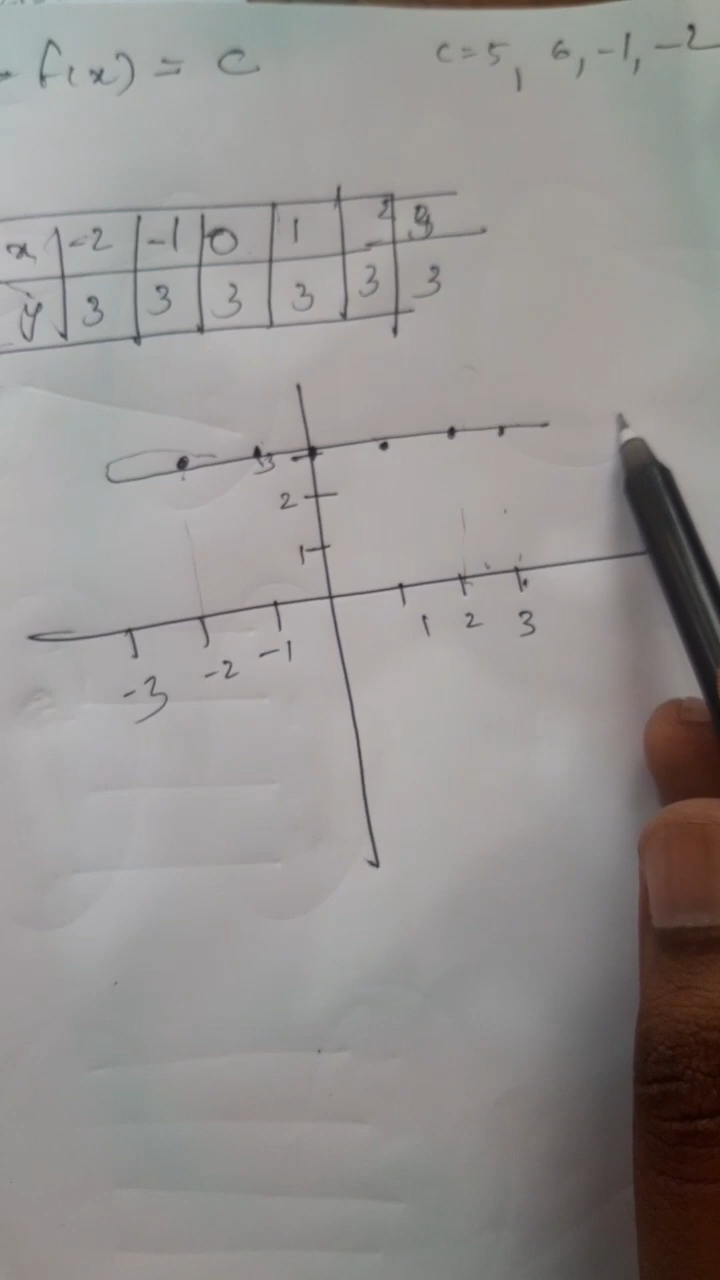 f(x) = c c = 5, 6, -1, -2
x -2 -1 0 1 2 3
y 3 3 3 3 3 3
3
2
1
-3 -2 -1 1 2 3